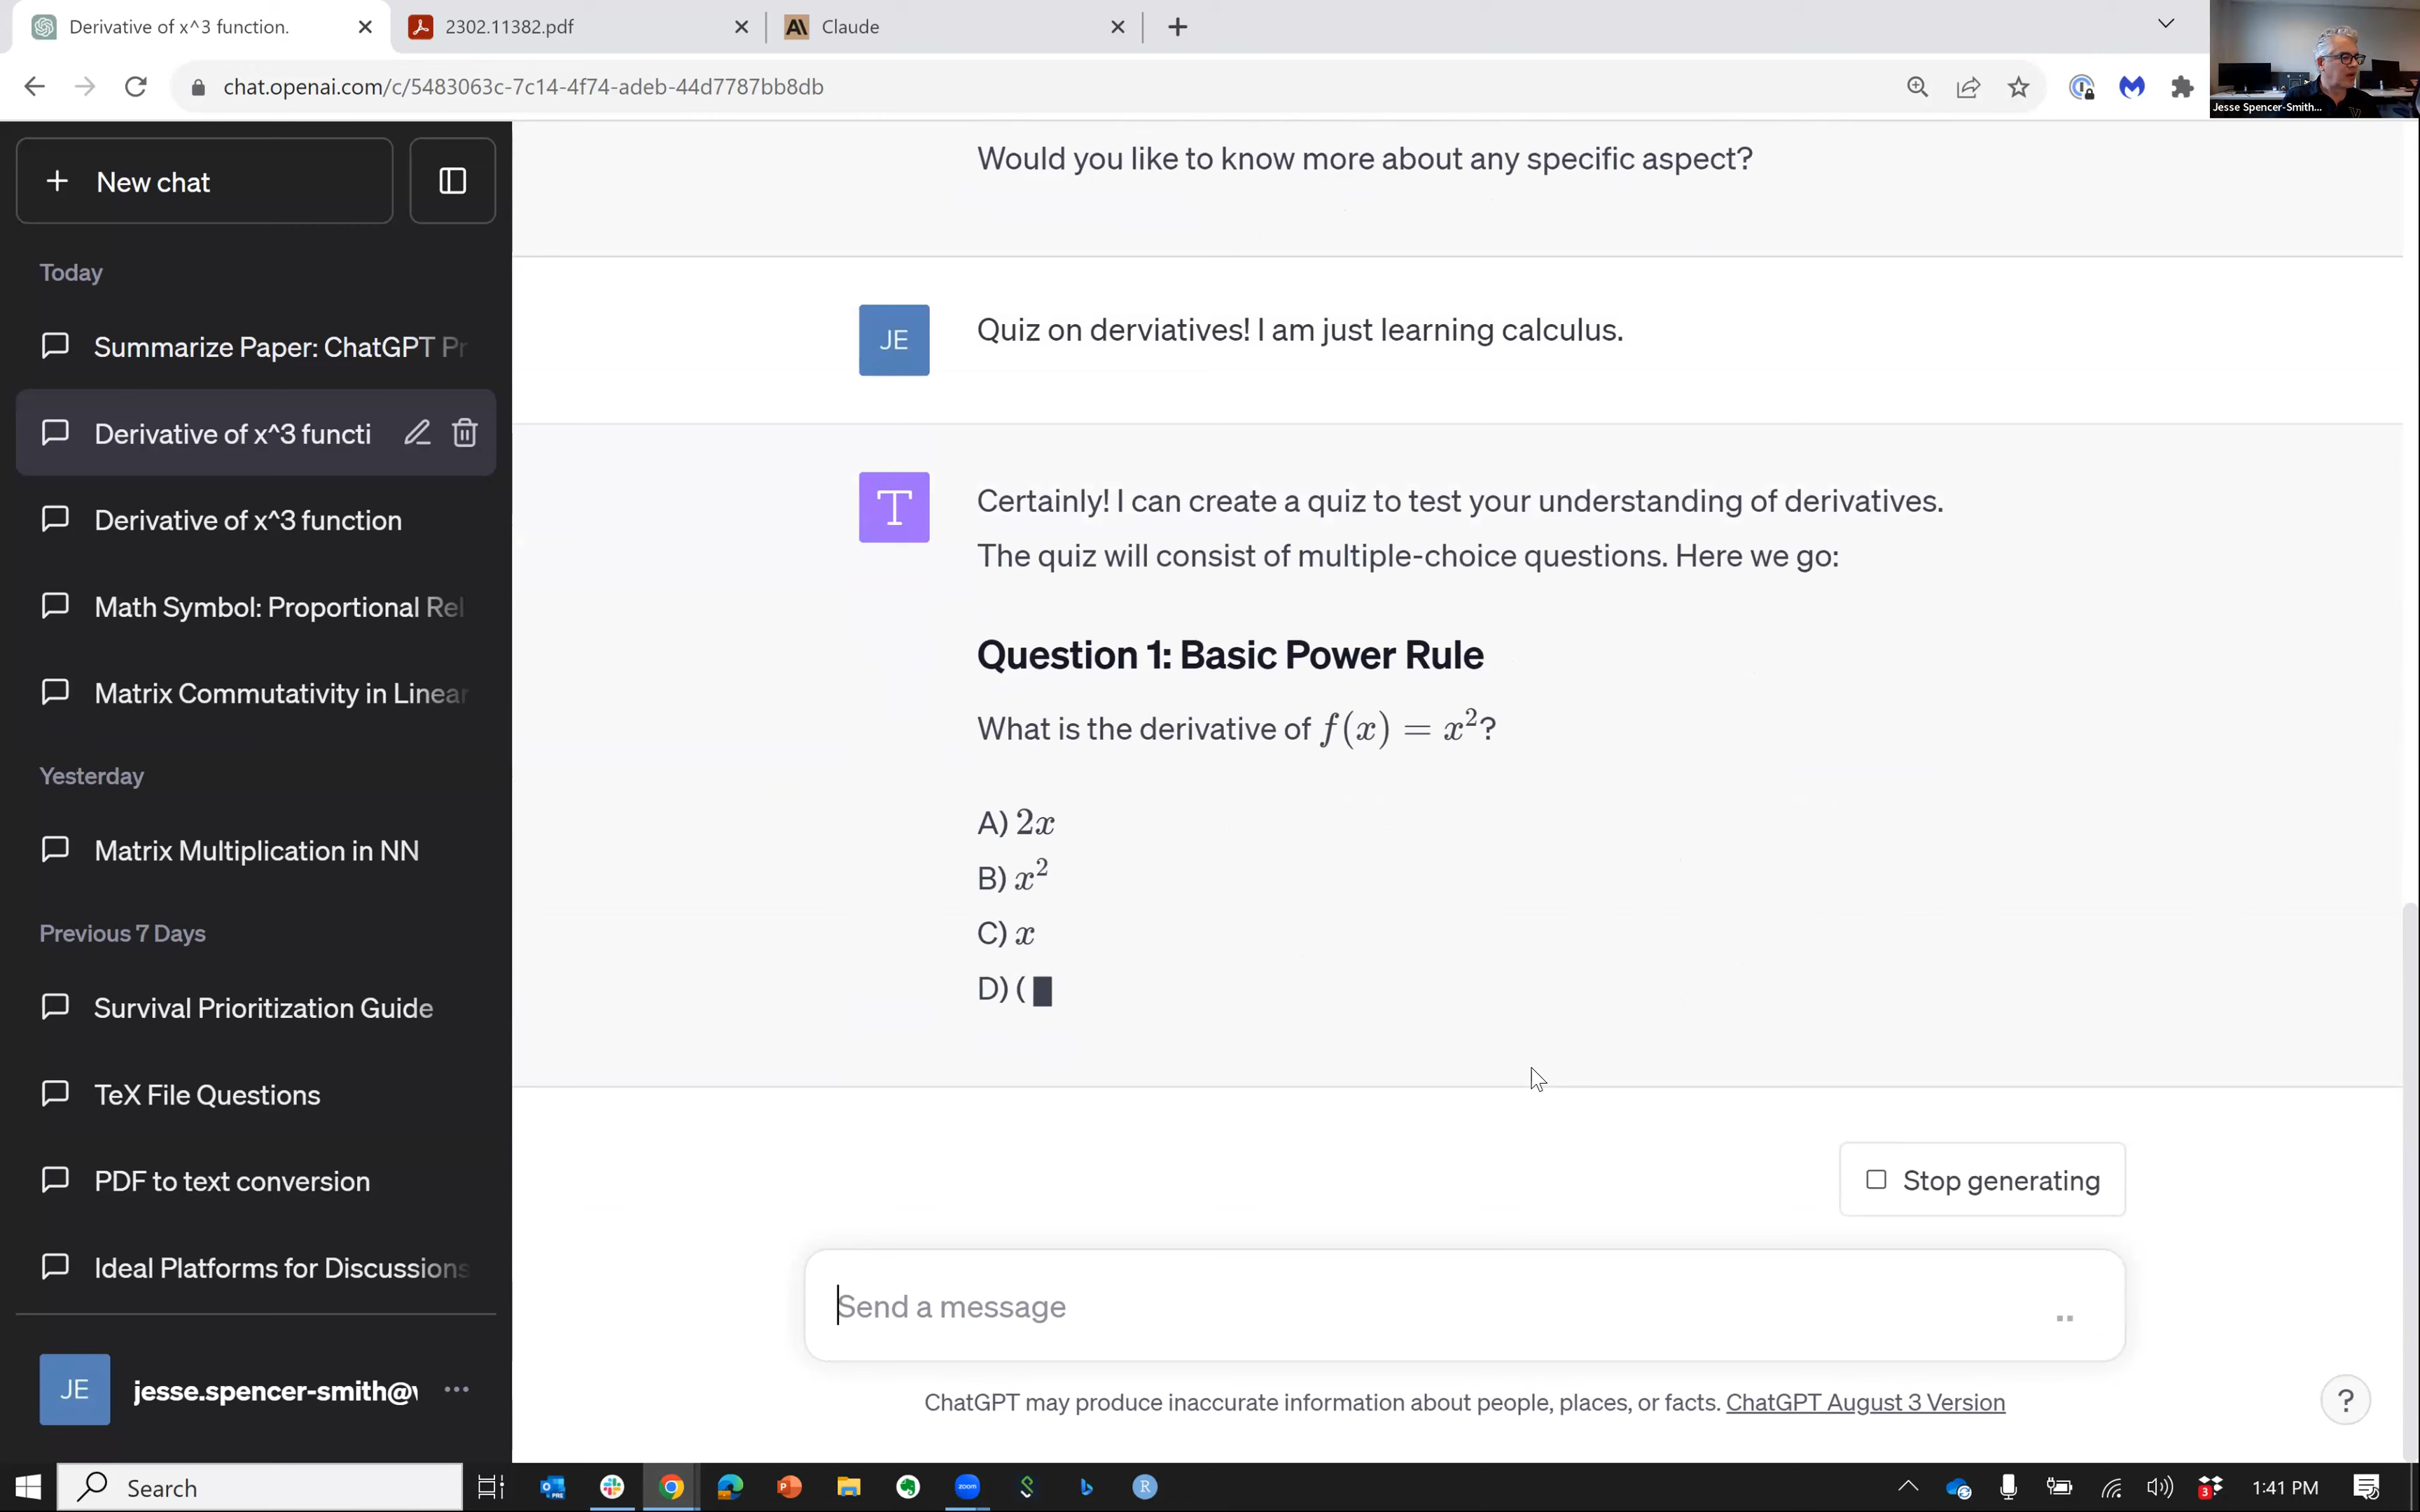 Derivative of x^3 function.
2302.11382.pdf
Claude
chat.openai.com/c/5483063c-7c14-4f74-adeb-44d7787bb8db
Jesse Spencer-Smith...
New chat
Today
Summarize Paper: ChatGPT Pr
Derivative of x^3 functi
Derivative of x^3 function
Math Symbol: Proportional Rel
Matrix Commutativity in Linear
Yesterday
Matrix Multiplication in NN
Previous 7 Days
Survival Prioritization Guide
TeX File Questions
PDF to text conversion
Ideal Platforms for Discussions
JE
jesse.spencer-smith@v
Would you like to know more about any specific aspect?
JE
Quiz on derviatives! I am just learning calculus.
T
Certainly! I can create a quiz to test your understanding of derivatives.
The quiz will consist of multiple-choice questions. Here we go:
Question 1: Basic Power Rule
What is the derivative of f(x) = x²?
A) 2x
B) x²
C) x
D) (
Stop generating
Send a message
ChatGPT may produce inaccurate information about people, places, or facts. ChatGPT August 3 Version
?
Search
zoom
3
1:41 PM